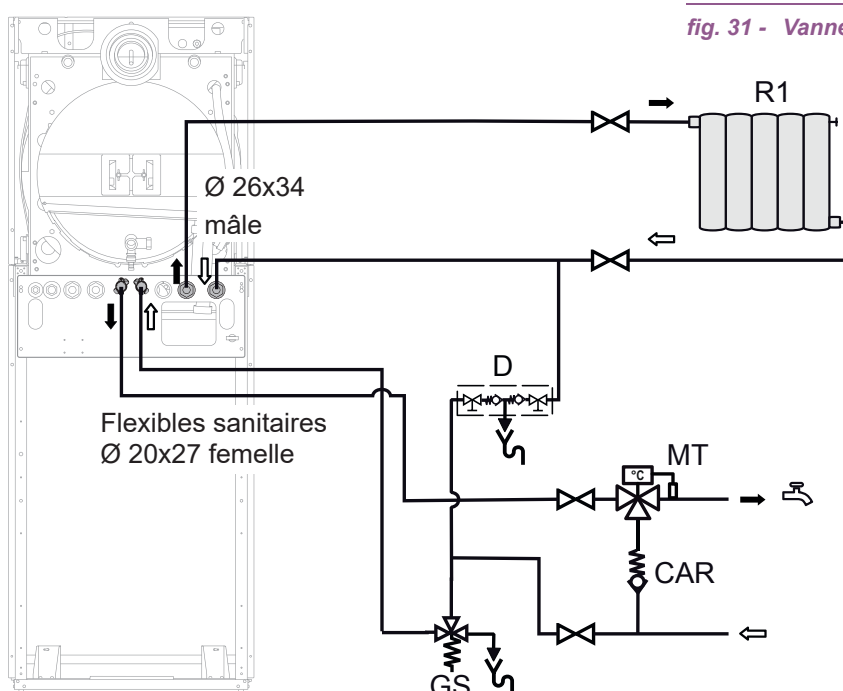 fig. 31 - Vanne
R1
Ø 26x34
mâle
D
Flexibles sanitaires
Ø 20x27 femelle
°C
MT
CAR
GS